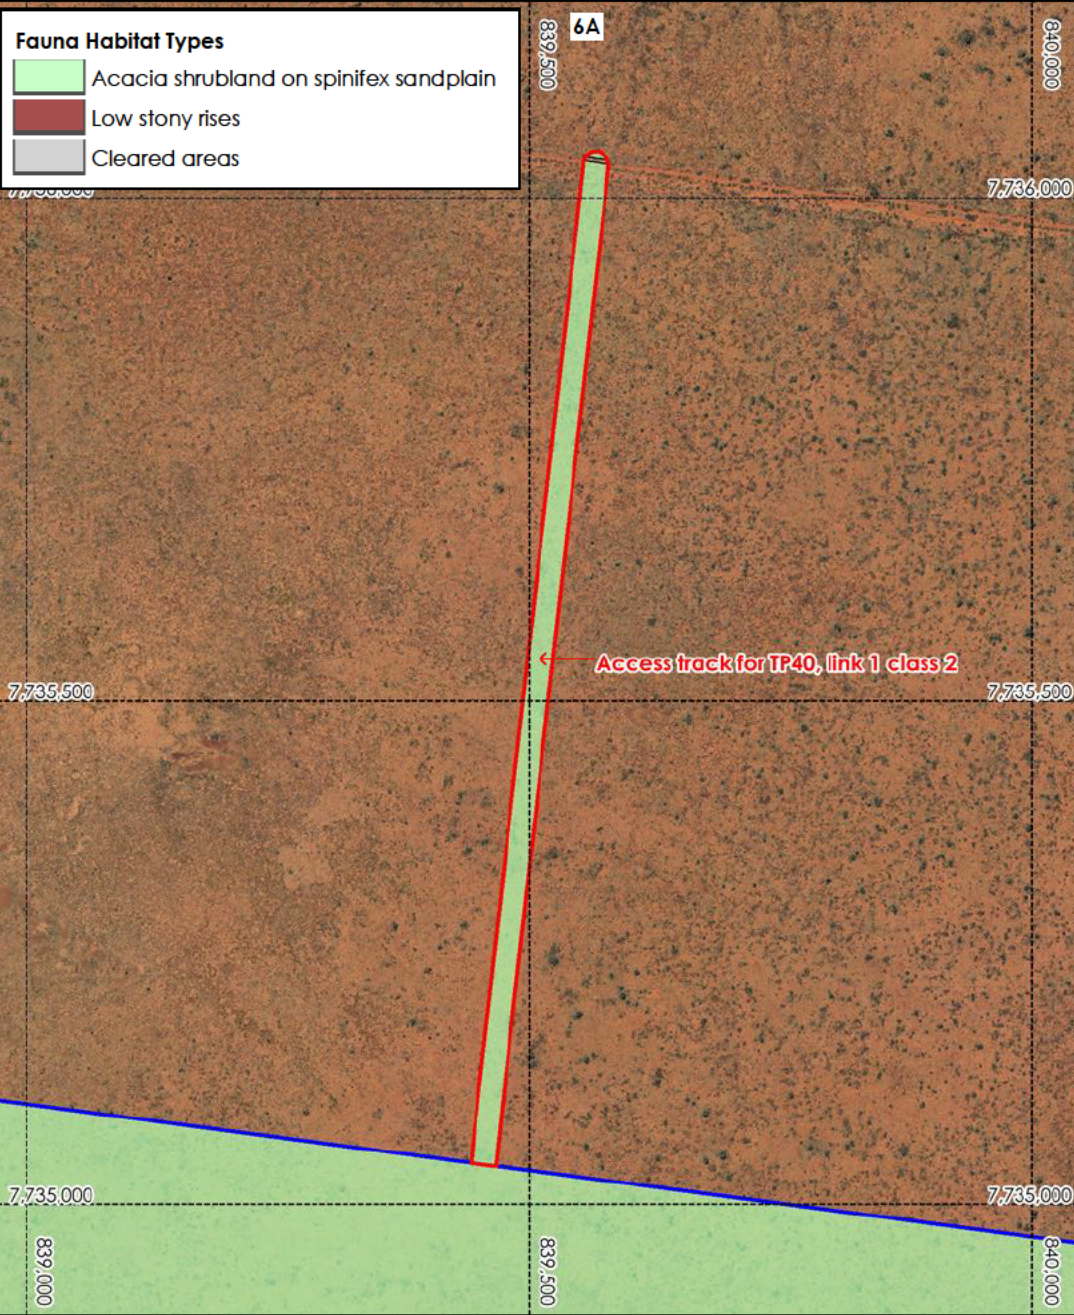 Fauna Habitat Types
Acacia shrubland on spinifex sandplain
Low stony rises
Cleared areas
839,500
6A
840,000
7,736,000
Access track for TP40, link 1 class 2
7,735,500
7,735,500
7,735,000
7,735,000
839,000
839,500
840,000